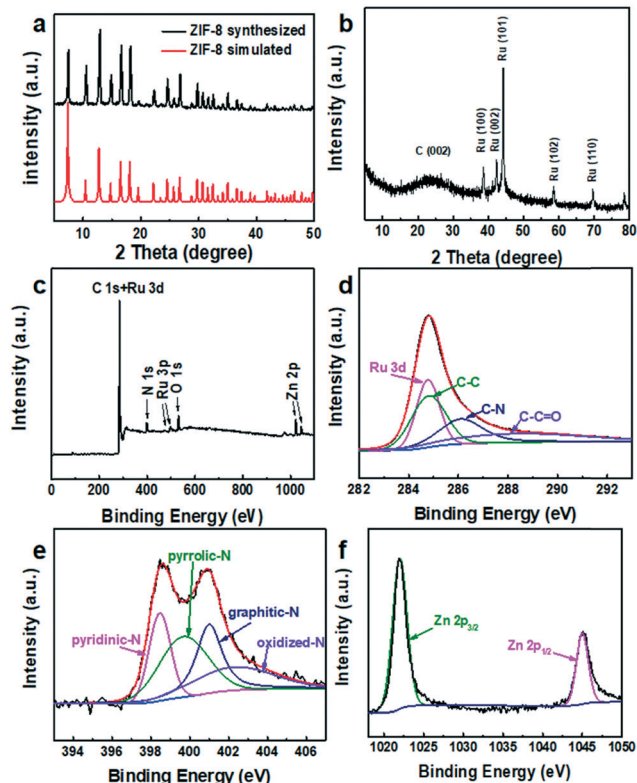 a
ZIF-8 synthesized
ZIF-8 simulated
intensity (a.u.)
10 20 30 40 50
2 Theta (degree)
b
C (002)
Ru (100)
Ru (002)
Ru (101)
Ru (102)
Ru (110)
Intensity (a.u.)
10 20 30 40 50 60 70 80
2 Theta (degree)
c
C 1s+Ru 3d
N 1s
Ru 3p
O 1s
Zn 2p
Intensity (a.u.)
0 200 400 600 800 1000
Binding Energy (eV)
d
Ru 3d
C-C
C-N
C-C=O
Intensity (a.u.)
282 284 286 288 290 292
Binding Energy (eV)
e
pyrrolic-N
graphitic-N
pyridinic-N
oxidized-N
Intensity (a.u.)
394 396 398 400 402 404 406
Binding Energy (eV)
f
Zn 2p3/2
Zn 2p1/2
Intensity (a.u.)
1020 1025 1030 1035 1040 1045 1050
Binding Energy (eV)